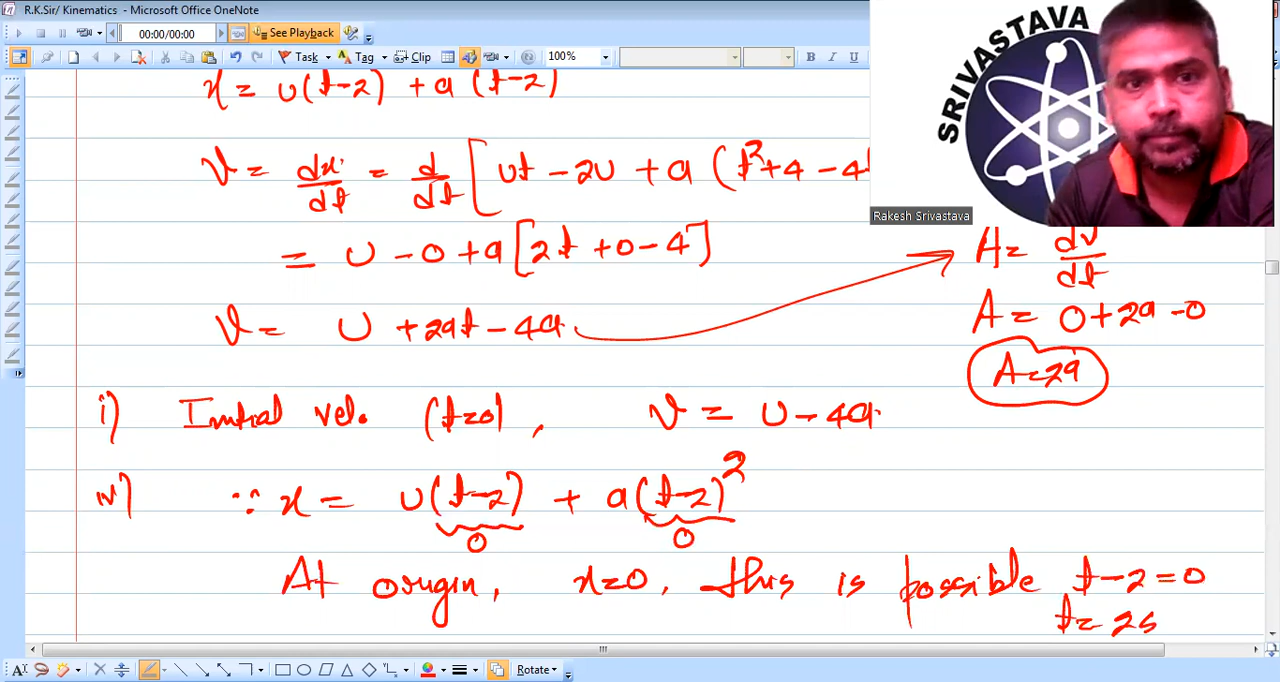 R.K.Sir/ Kinematics - Microsoft Office OneNote
00:00/00:00 See Playback
Task Tag Clip 100% B I U
SRIVASTAVA
Rakesh Srivastava
x = u(t-2) + a (t-2)
v = dx/dt = d/dt [ut - 2u + a (t²+4-4t
= u - 0 + a [2t + 0 - 4]
v = u + 2at - 4a
A = dv/dt
A = 0 + 2a - 0
A = 2a
i) Initial velo. (t=0), v = u - 4a
iv) ∵ x = u(t-2) + a(t-2)²
0 0
At origin, x=0, this is possible t-2=0
t = 2s
Rotate